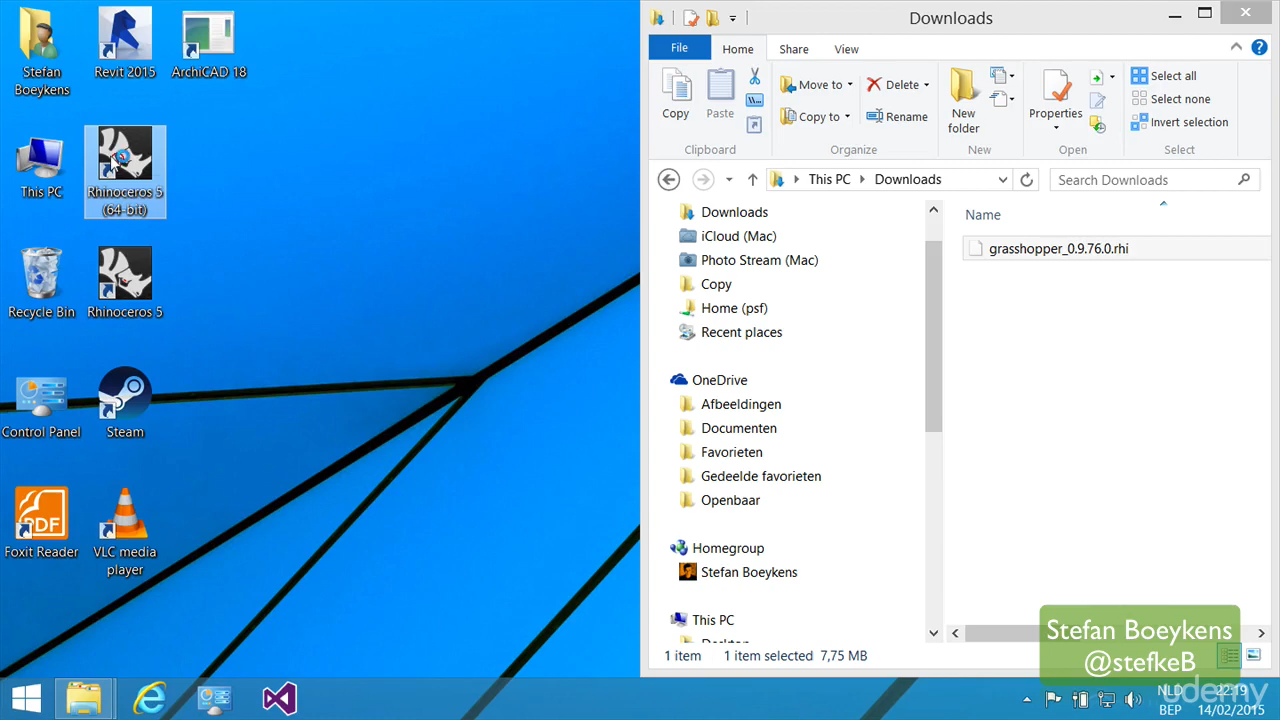 Stefan
Boeykens
Revit 2015
ArchiCAD 18
This PC
Rhinoceros 5
(64-bit)
Recycle Bin
Rhinoceros 5
Control Panel
Steam
PDF
Foxit Reader
VLC media
player
Downloads
File
Home
Share
View
Copy
Paste
Clipboard
Move to
Copy to
Delete
Rename
Organize
New
folder
New
Properties
Open
Select all
Select none
Invert selection
Select
This PC
Downloads
Search Downloads
Downloads
iCloud (Mac)
Photo Stream (Mac)
Copy
Home (psf)
Recent places
OneDrive
Afbeeldingen
Documenten
Favorieten
Gedeelde favorieten
Openbaar
Homegroup
Stefan Boeykens
This PC
Desktop
Name
grasshopper_0.9.76.0.rhi
1 item
1 item selected 7,75 MB
Stefan Boeykens
@stefkeB
NLD
BEP
22:19
14/02/2015
udemy